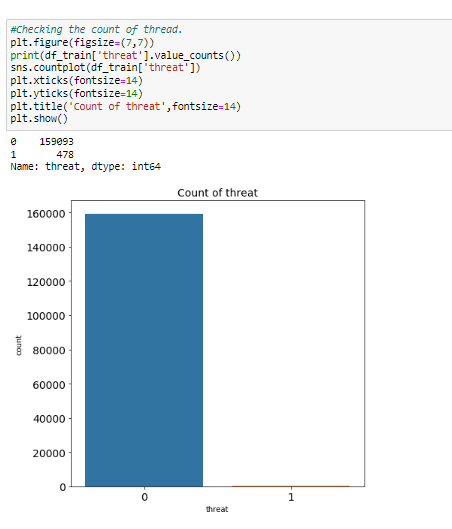 #Checking the count of thread.
plt.figure(figsize=(7,7))
print(df_train['threat'].value_counts())
sns.countplot(df_train['threat'])
plt.xticks(fontsize=14)
plt.yticks(fontsize=14)
plt.title('Count of threat',fontsize=14)
plt.show()
0    159093
1       478
Name: threat, dtype: int64
Count of threat
160000
140000
120000
100000
80000
60000
40000
20000
0
count
0 1
threat